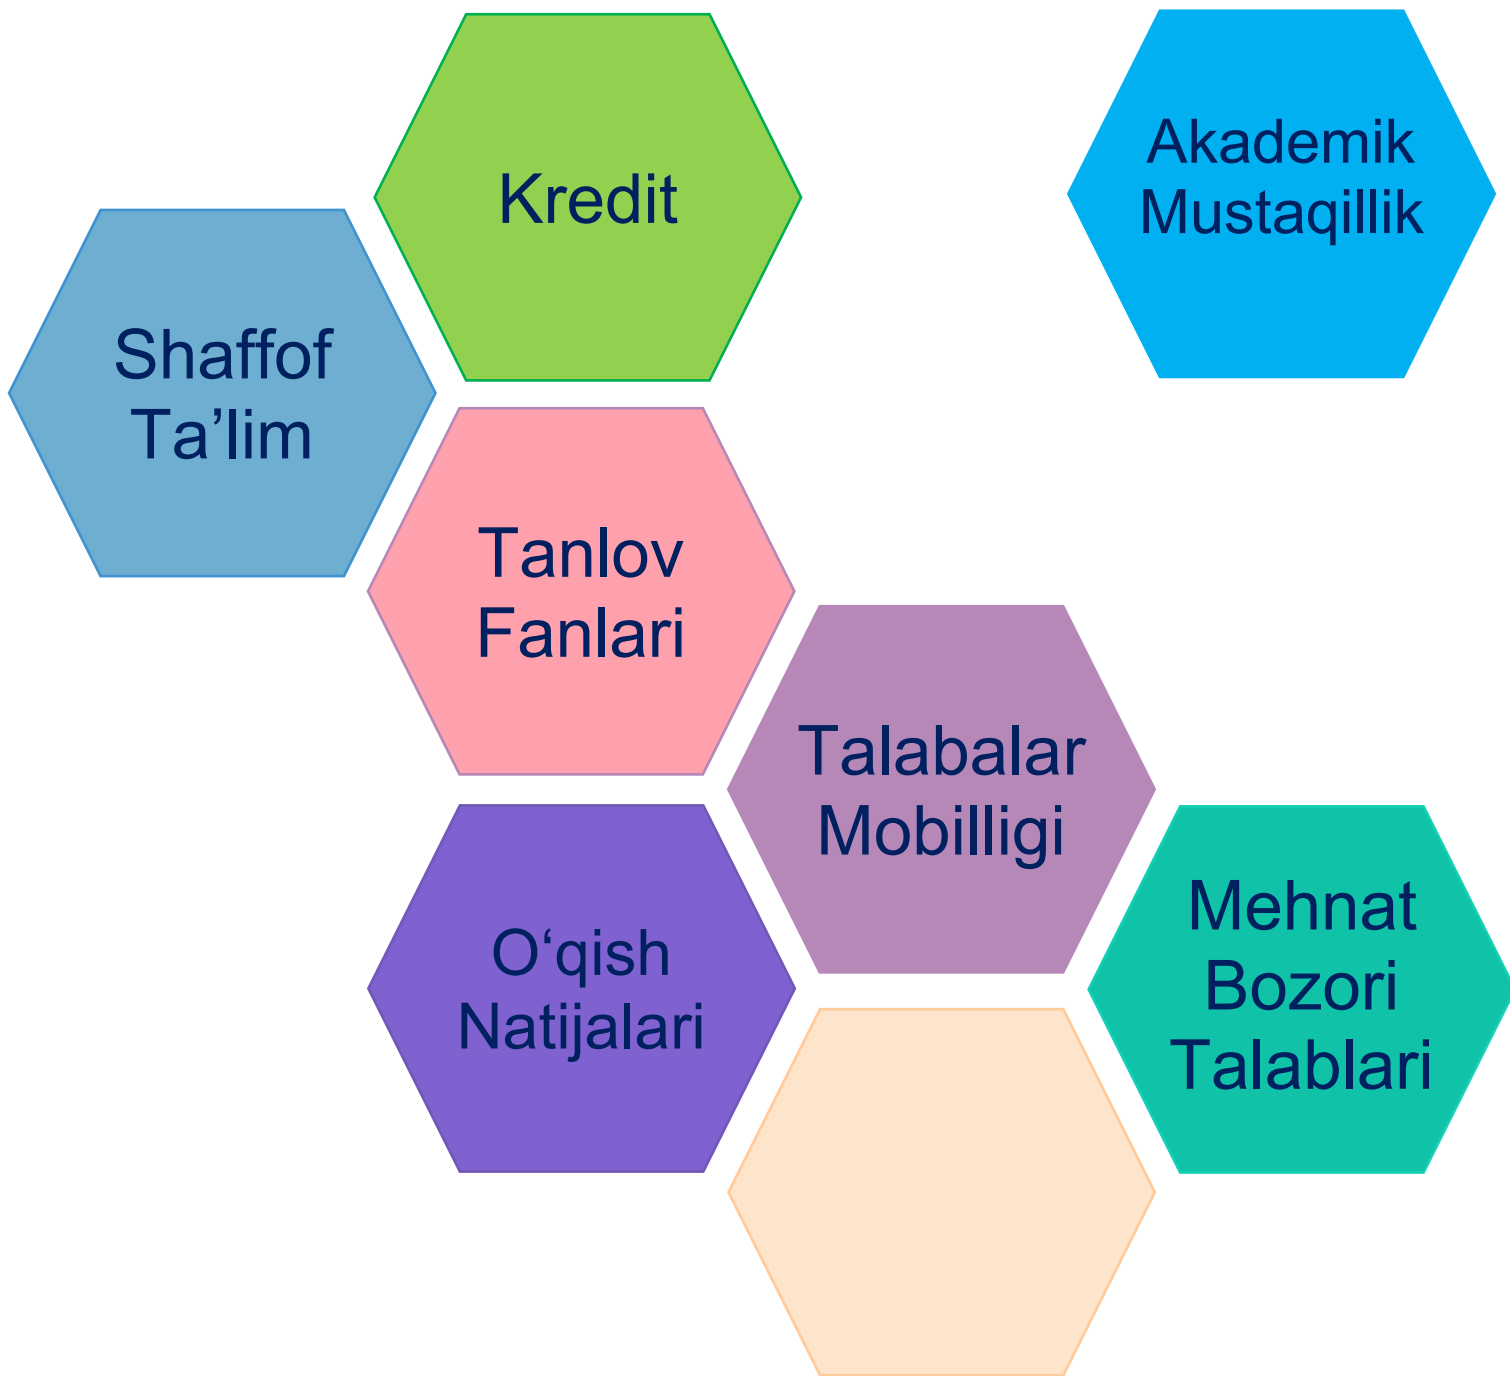 Kredit
Akademik
Mustaqillik
Shaffof
Ta’lim
Tanlov
Fanlari
Talabalar
Mobilligi
O‘qish
Natijalari
Mehnat
Bozori
Talablari